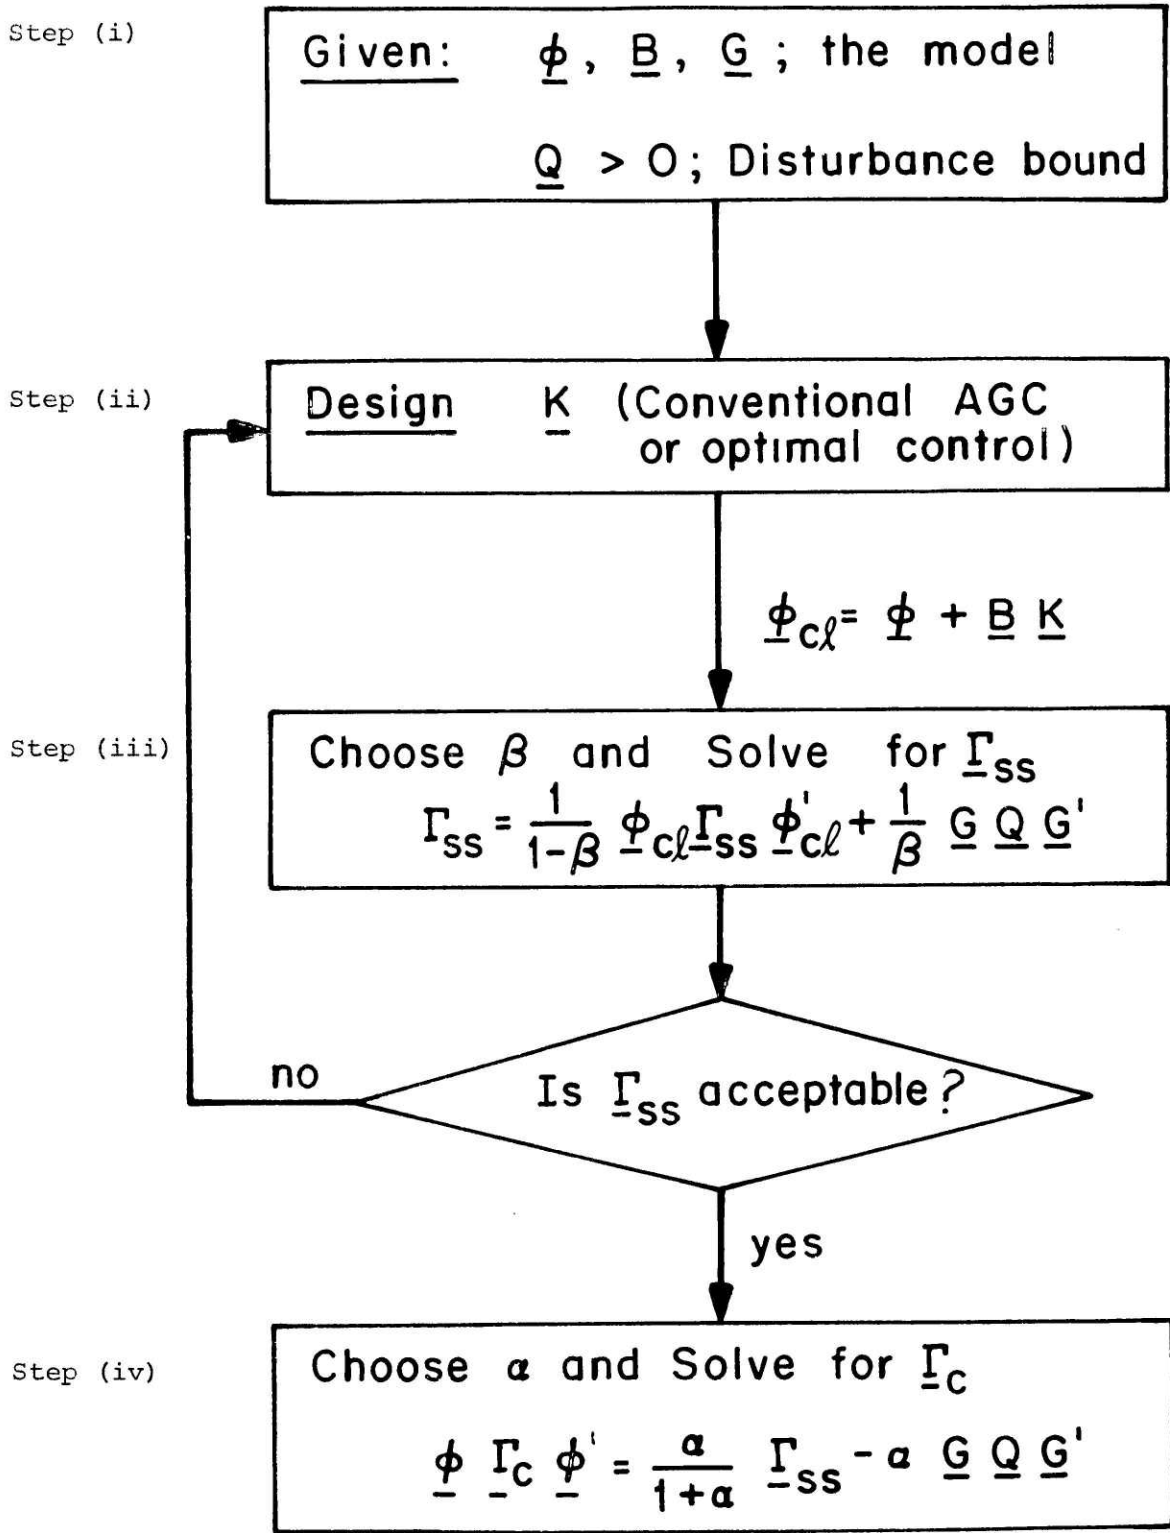 Step (i)
Given: ϕ, B, G ; the model
Q > O; Disturbance bound
Step (ii)
Design K (Conventional AGC
or optimal control)
ϕcℓ= ϕ + B K
Step (iii)
Choose β and Solve for Γss
Γss = 1/(1-β) ϕcℓ Γss ϕ'cℓ + 1/β G Q G'
no
Is Γss acceptable?
yes
Step (iv)
Choose α and Solve for Γc
ϕ Γc ϕ' = α/(1+α) Γss - α G Q G'